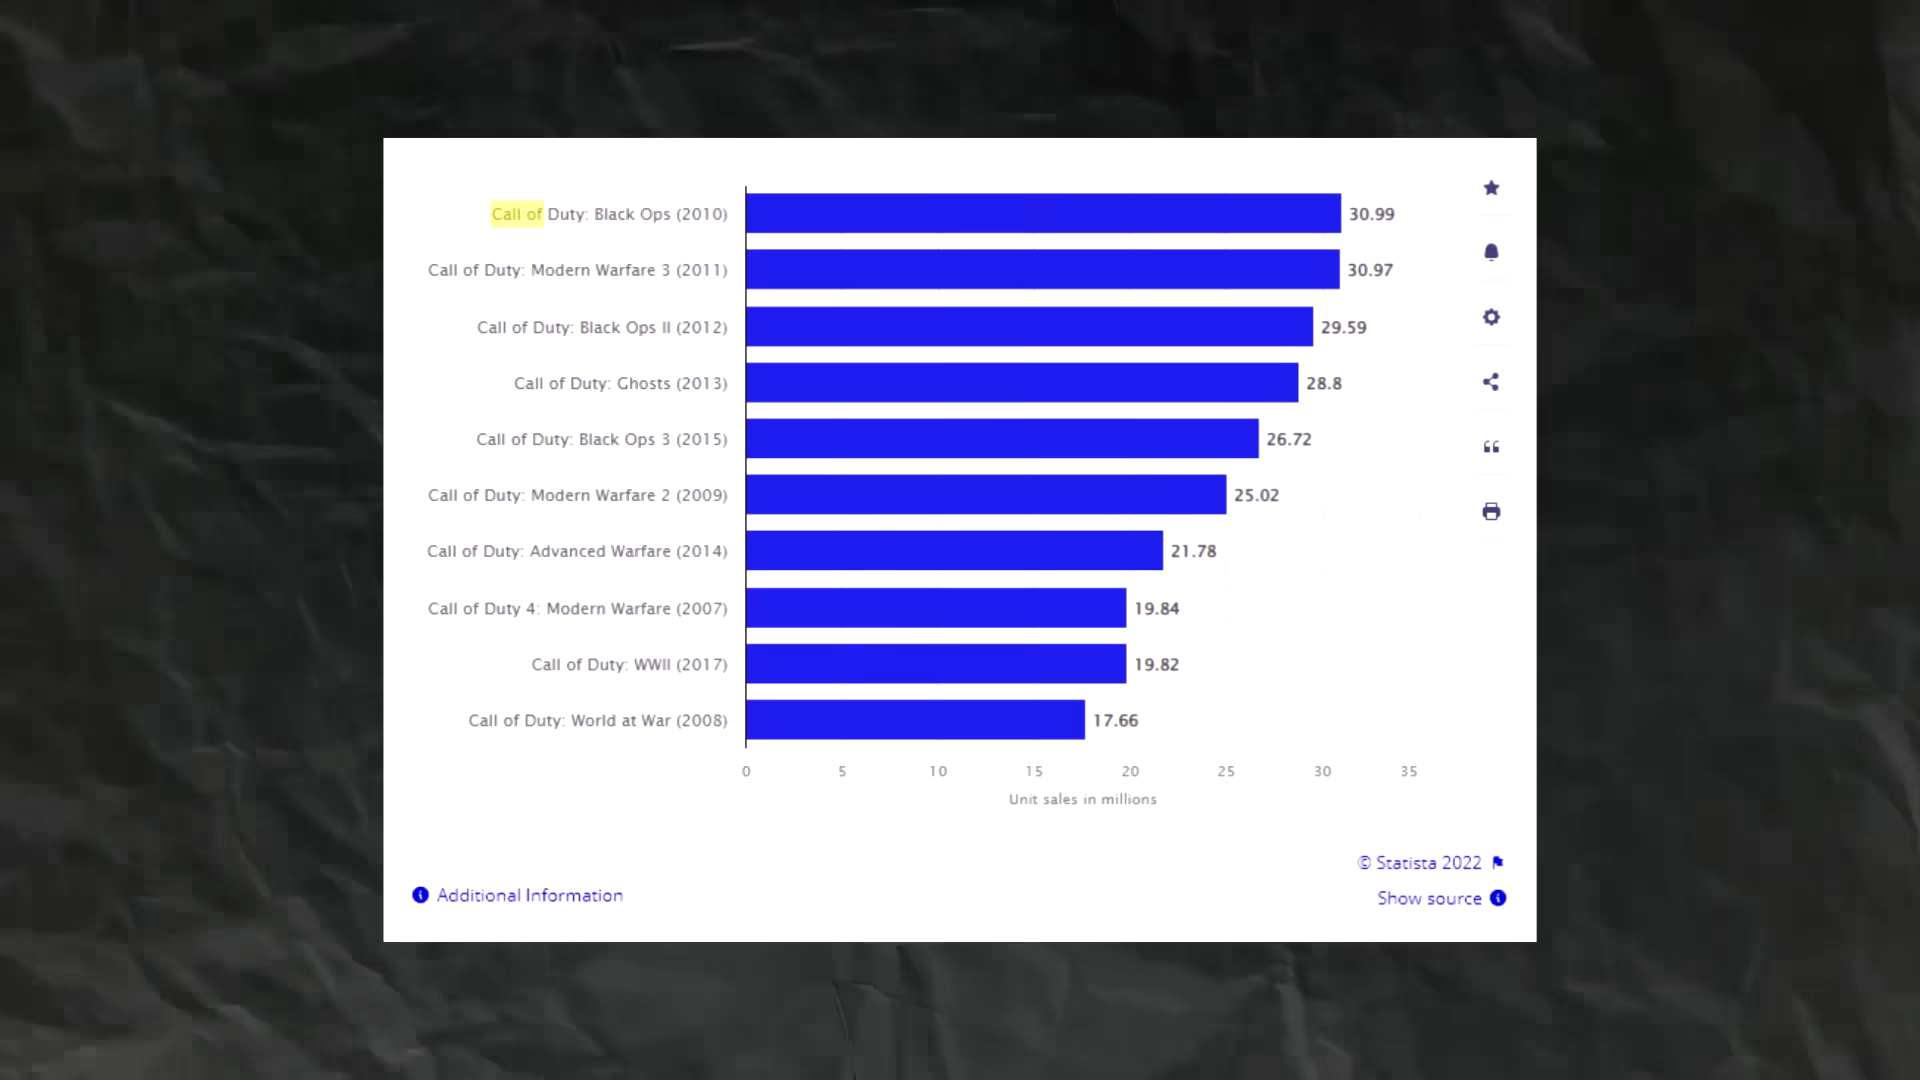 Call of Duty: Black Ops (2010) 30.99
Call of Duty: Modern Warfare 3 (2011) 30.97
Call of Duty: Black Ops II (2012) 29.59
Call of Duty: Ghosts (2013) 28.8
Call of Duty: Black Ops 3 (2015) 26.72
Call of Duty: Modern Warfare 2 (2009) 25.02
Call of Duty: Advanced Warfare (2014) 21.78
Call of Duty 4: Modern Warfare (2007) 19.84
Call of Duty: WWII (2017) 19.82
Call of Duty: World at War (2008) 17.66
0 5 10 15 20 25 30 35
Unit sales in millions
© Statista 2022
Additional Information
Show source